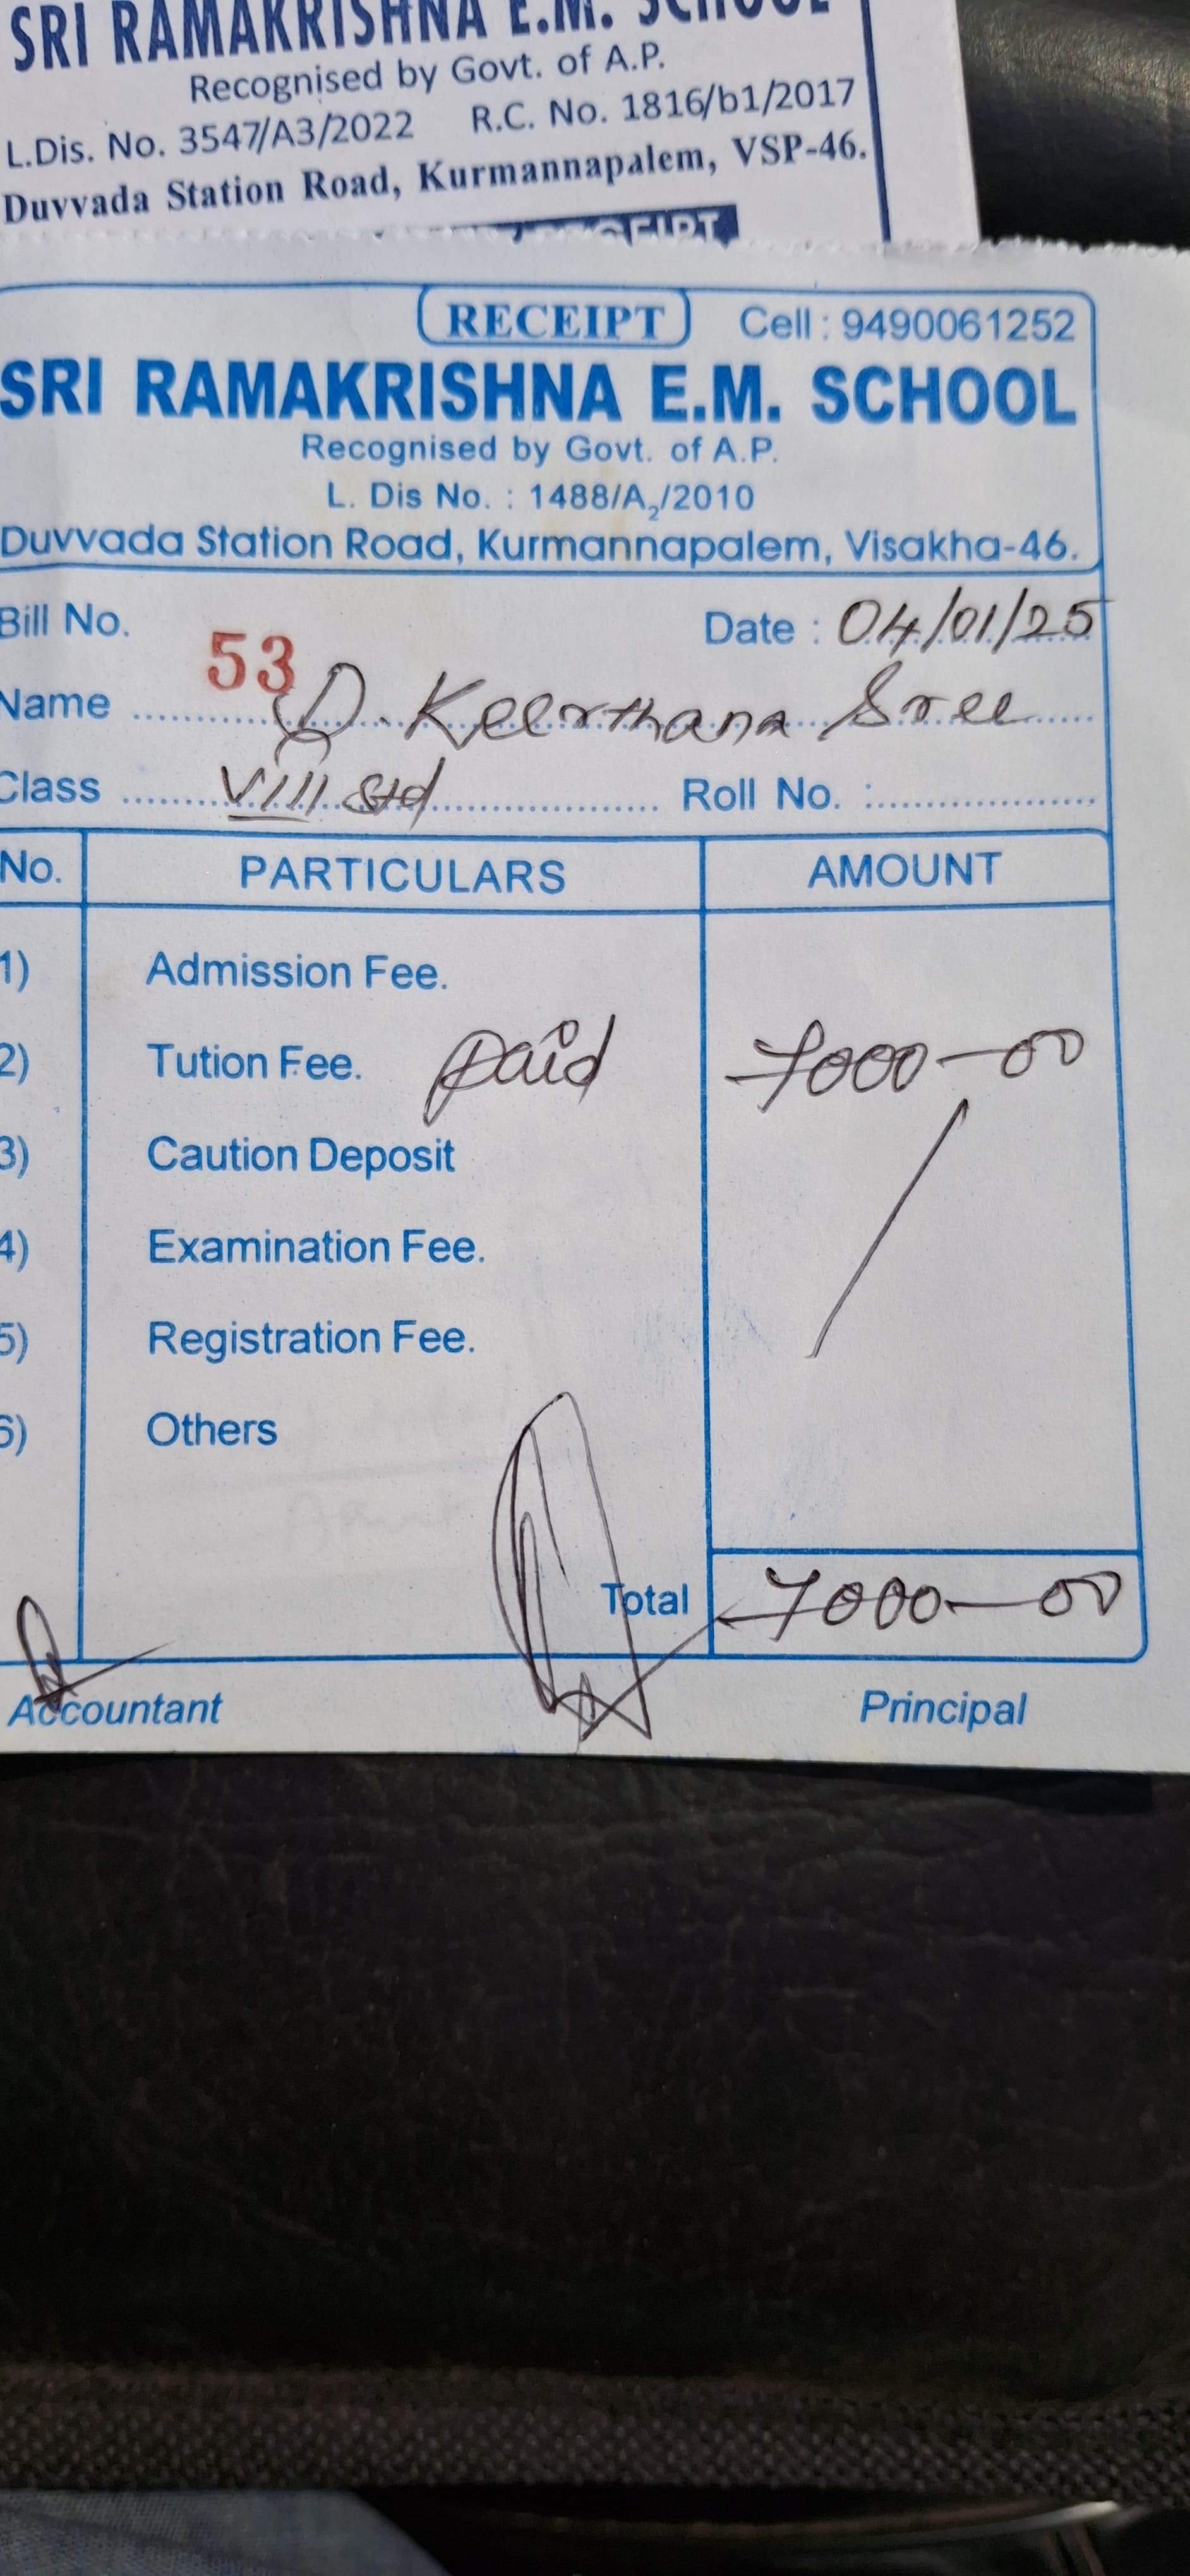 SRI RAMAKRISHNA E.M. SCHOOL
Recognised by Govt. of A.P.
L.Dis. No. 3547/A3/2022 R.C. No. 1816/b1/2017
Duvvada Station Road, Kurmannapalem, VSP-46.
RECEIPT Cell : 9490061252
SRI RAMAKRISHNA E.M. SCHOOL
Recognised by Govt. of A.P.
L. Dis No. : 1488/A2/2010
Duvvada Station Road, Kurmannapalem, Visakha-46.
Bill No. 53 Date : 04/01/25
Name D. Keerthana Sree
Class VIII Std Roll No. :
No. PARTICULARS AMOUNT
1) Admission Fee.
2) Tution Fee. paid 7000-00
3) Caution Deposit
4) Examination Fee.
5) Registration Fee.
6) Others
Total 7000-00
Accountant Principal